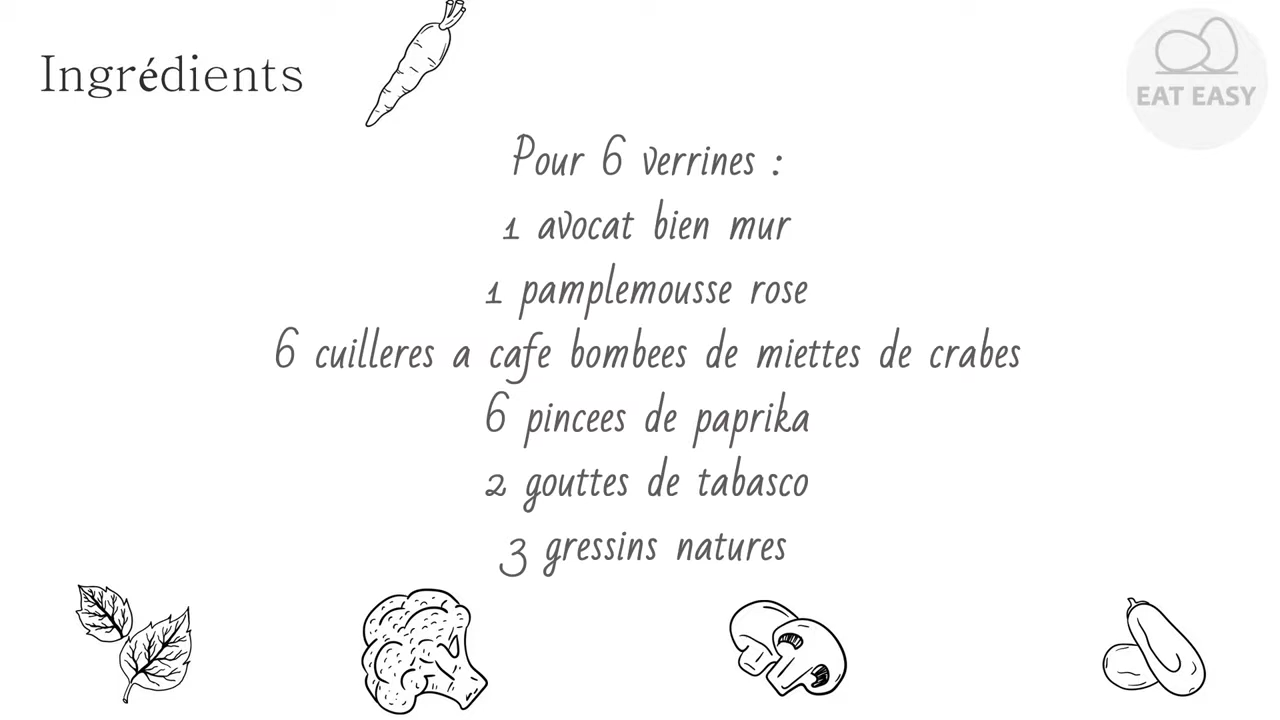 Ingrédients
EAT EASY
Pour 6 verrines :
1 avocat bien mur
1 pamplemousse rose
6 cuilleres a cafe bombees de miettes de crabes
6 pincees de paprika
2 gouttes de tabasco
3 gressins natures